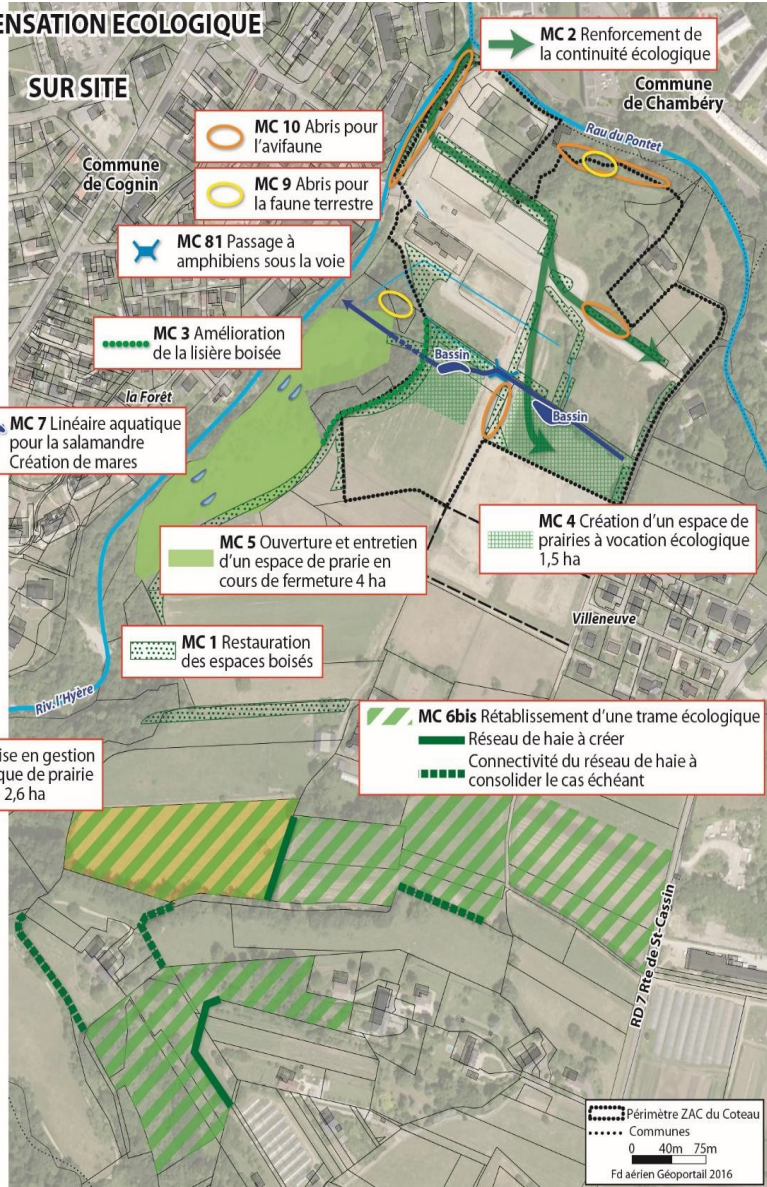 ENSATION ECOLOGIQUE
SUR SITE
MC 2 Renforcement de
la continuité écologique
Commune
de Chambéry
Rau du Pontet
MC 10 Abris pour
l'avifaune
Commune
de Cognin
MC 9 Abris pour
la faune terrestre
MC 81 Passage à
amphibiens sous la voie
MC 3 Amélioration
de la lisière boisée
Bassin
la Forêt
Bassin
MC 7 Linéaire aquatique
pour la salamandre
Création de mares
MC 4 Création d'un espace de
prairies à vocation écologique
1,5 ha
MC 5 Ouverture et entretien
d'un espace de prarie en
cours de fermeture 4 ha
Villeneuve
MC 1 Restauration
des espaces boisés
Riv. l'Hyère
MC 6bis Rétablissement d'une trame écologique
Réseau de haie à créer
Connectivité du réseau de haie à
consolider le cas échéant
ise en gestion
que de prairie
2,6 ha
RD 7 Rte de St-Cassin
Périmètre ZAC du Coteau
Communes
0 40m 75m
Fd aérien Géoportail 2016